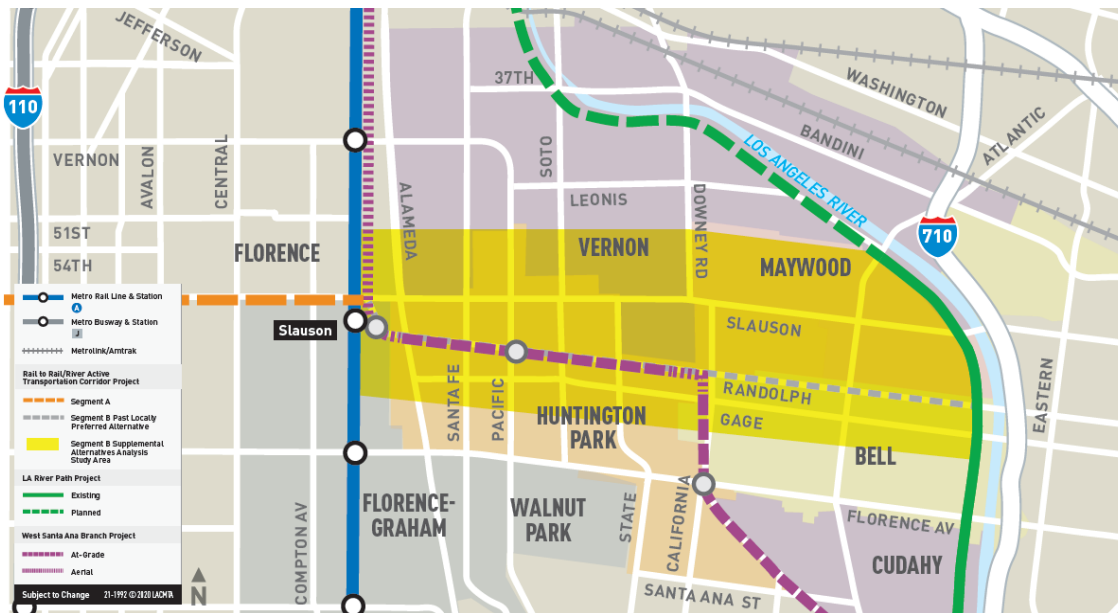 JEFFERSON
37TH
WASHINGTON
ATLANTIC
BANDINI
110
VERNON
AVALON
CENTRAL
SOTO
LOS ANGELES RIVER
ALAMEDA
LEONIS
DOWNEY RD
710
51ST
54TH
FLORENCE
VERNON
MAYWOOD
Slauson
SLAUSON
RANDOLPH
GAGE
EASTERN
SANTA FE
PACIFIC
HUNTINGTON
PARK
BELL
COMPTON AV
FLORENCE-
GRAHAM
WALNUT
PARK
STATE
CALIFORNIA
FLORENCE AV
CUDAHY
SANTA ANA ST
Metro Rail Line & Station
A
Metro Busway & Station
J
Metrolink/Amtrak
Rail to Rail/River Active
Transportation Corridor Project
Segment A
Segment B Past Locally
Preferred Alternative
Segment B Supplemental
Alternatives Analysis
Study Area
LA River Path Project
Existing
Planned
West Santa Ana Branch Project
At-Grade
Aerial
Subject to Change 21-1992 ©2020 LACMTA
N